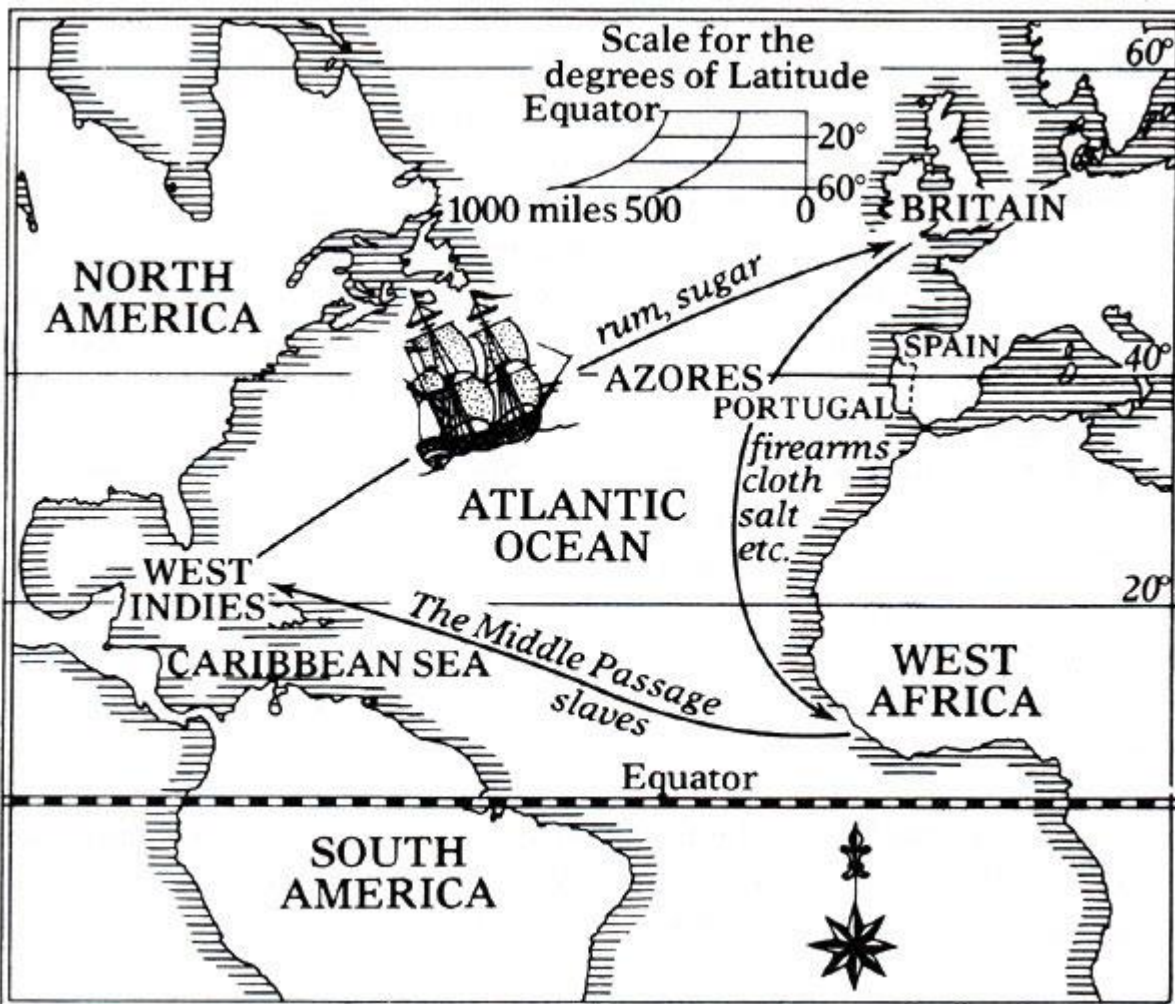 Scale for the
degrees of Latitude
Equator
20°
60°
1000 miles 500 0
60°
BRITAIN
NORTH
AMERICA
rum, sugar
SPAIN
40°
AZORES
PORTUGAL
firearms
cloth
salt
etc.
ATLANTIC
OCEAN
WEST
INDIES
20°
The Middle Passage
slaves
CARIBBEAN SEA
WEST
AFRICA
Equator
SOUTH
AMERICA